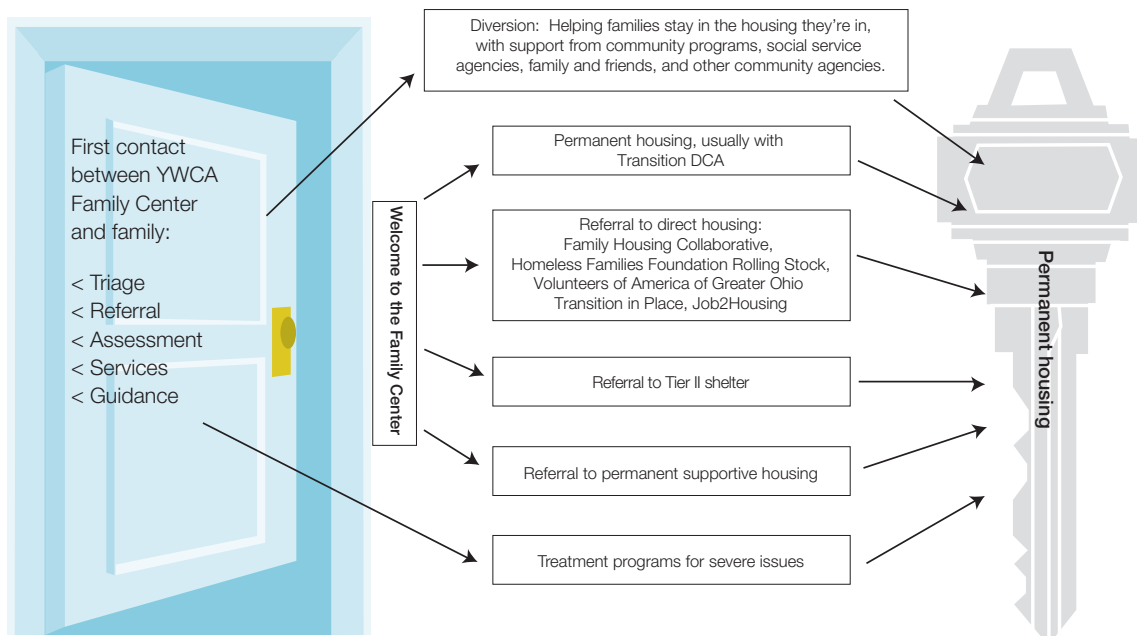 First contact
between YWCA
Family Center
and family:
< Triage
< Referral
< Assessment
< Services
< Guidance
Diversion: Helping families stay in the housing they’re in,
with support from community programs, social service
agencies, family and friends, and other community agencies.
Welcome to the Family Center
Permanent housing, usually with
Transition DCA
Referral to direct housing:
Family Housing Collaborative,
Homeless Families Foundation Rolling Stock,
Volunteers of America of Greater Ohio
Transition in Place, Job2Housing
Referral to Tier II shelter
Referral to permanent supportive housing
Treatment programs for severe issues
Permanent housing